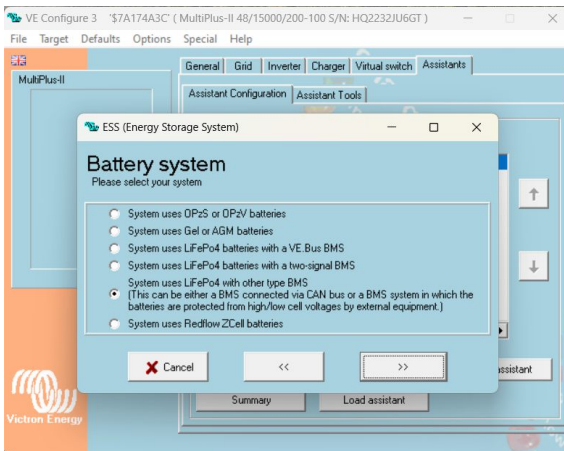 VE Configure 3 '$7A174A3C' ( MultiPlus-II 48/15000/200-100 S/N: HQ2232JU6GT )
File Target Defaults Options Special Help
General Grid Inverter Charger Virtual switch Assistants
MultiPlus-II
Assistant Configuration Assistant Tools
ESS (Energy Storage System)
Battery system
Please select your system
System uses OPzS or OPzV batteries
System uses Gel or AGM batteries
System uses LiFePo4 batteries with a VE.Bus BMS
System uses LiFePo4 batteries with a two-signal BMS
System uses LiFePo4 with other type BMS
(This can be either a BMS connected via CAN bus or a BMS system in which the
batteries are protected from high/low cell voltages by external equipment.)
System uses Redflow ZCell batteries
Cancel << >>
assistant
Summary Load assistant
Victron Energy